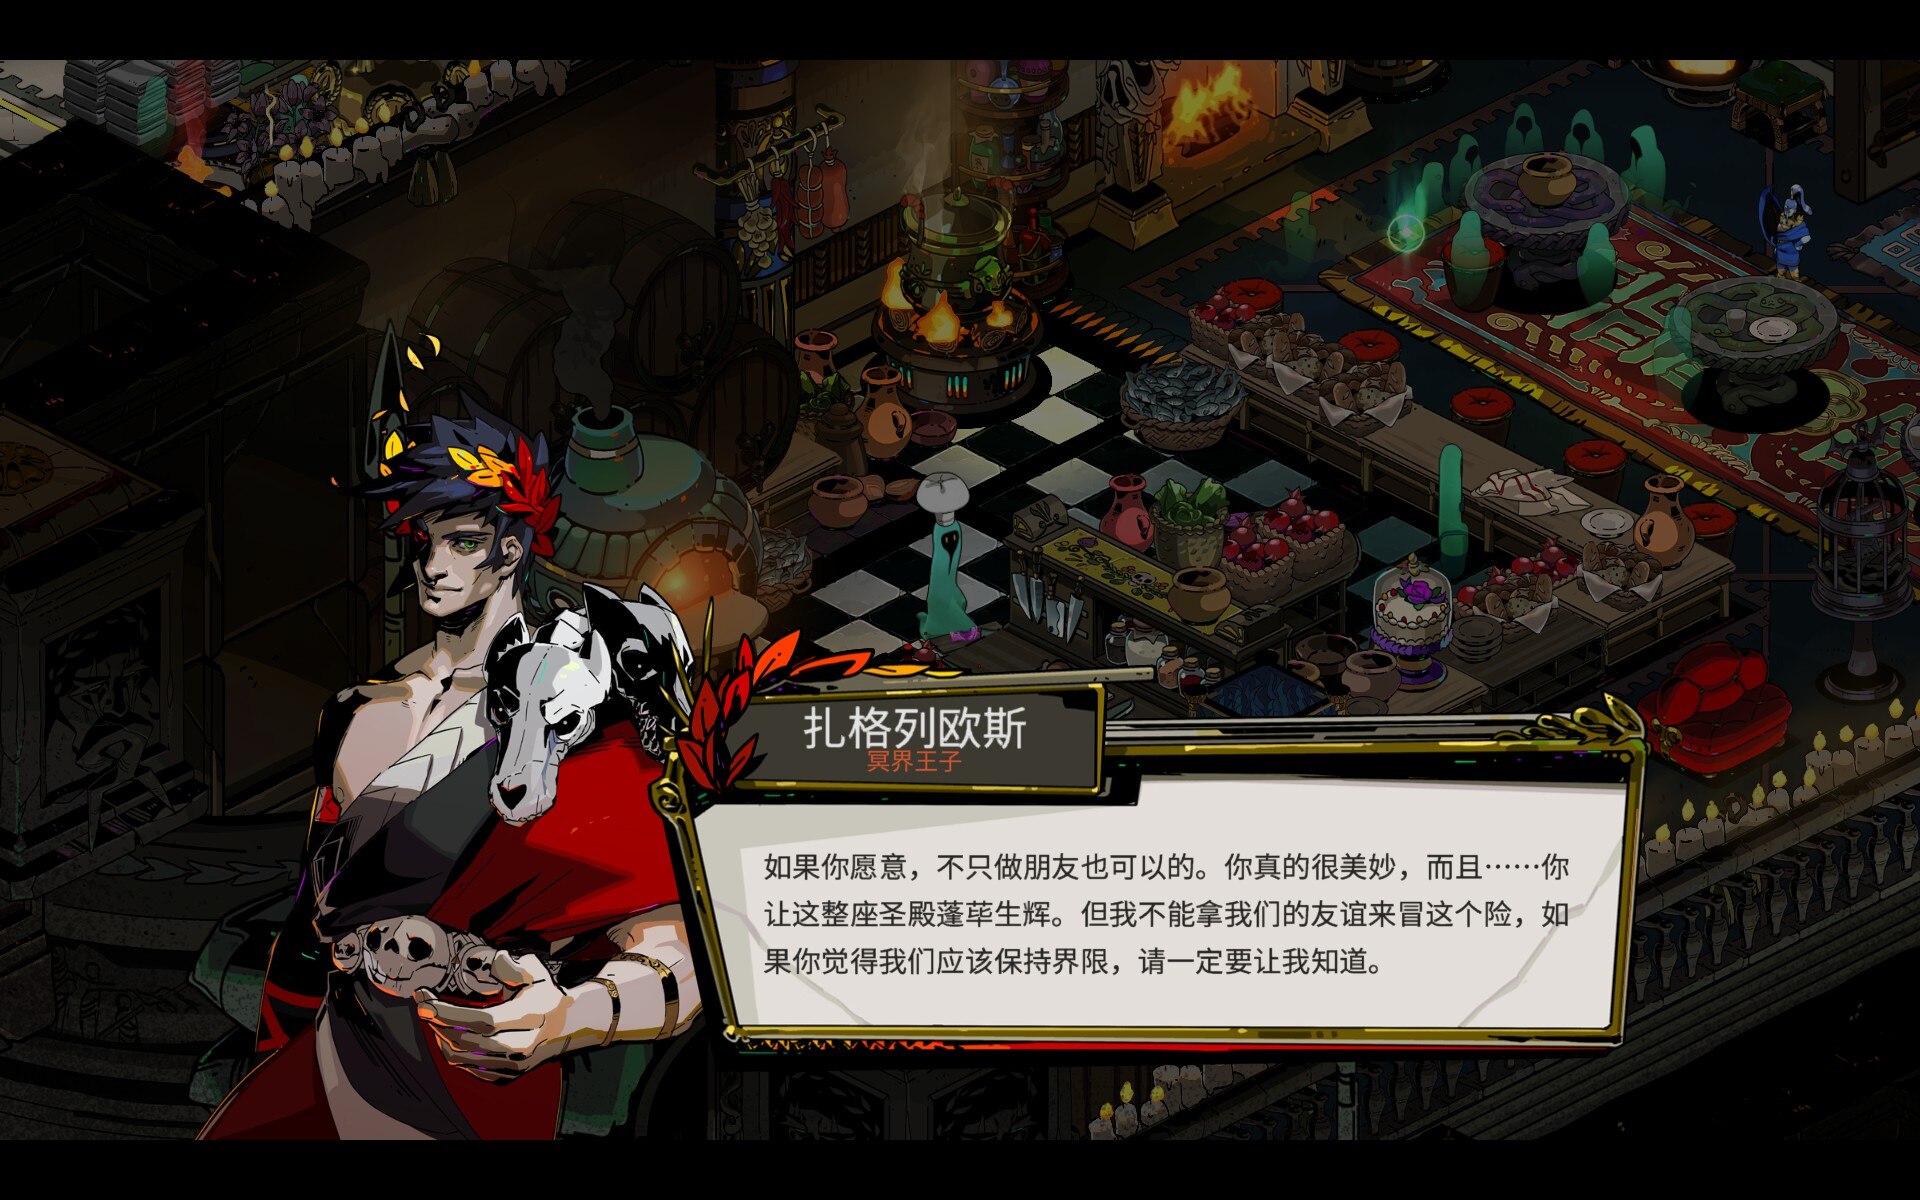 扎格列欧斯
冥界王子
如果你愿意，不只做朋友也可以的。你真的很美妙，而且……你
让这整座圣殿蓬荜生辉。但我不能拿我们的友谊来冒这个险，如
果你觉得我们应该保持界限，请一定要让我知道。